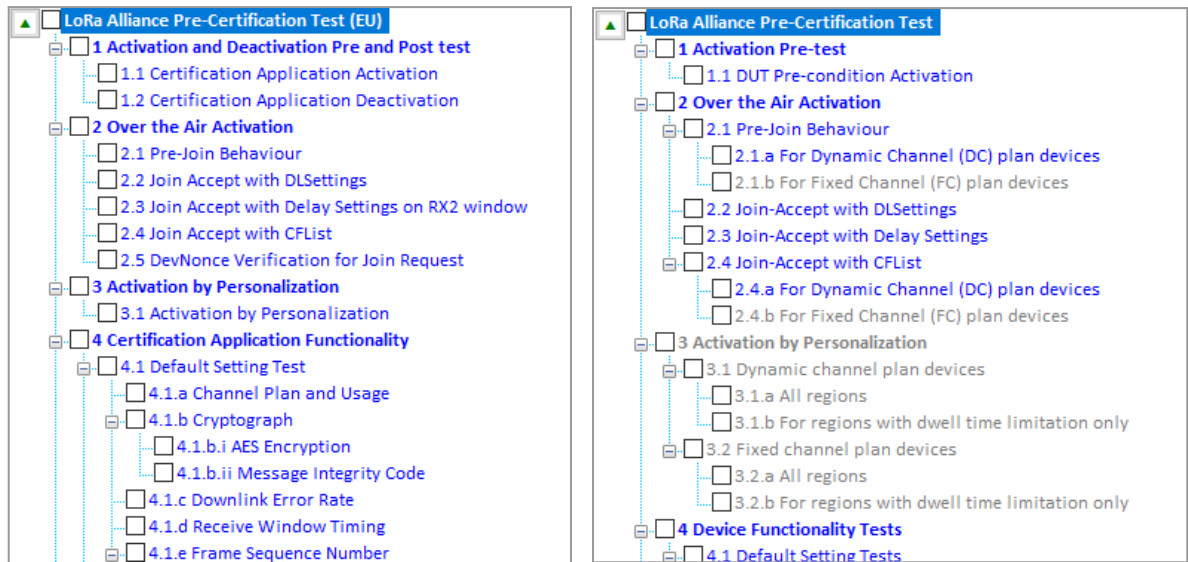 LoRa Alliance Pre-Certification Test (EU)
1 Activation and Deactivation Pre and Post test
1.1 Certification Application Activation
1.2 Certification Application Deactivation
2 Over the Air Activation
2.1 Pre-Join Behaviour
2.2 Join Accept with DLSettings
2.3 Join Accept with Delay Settings on RX2 window
2.4 Join Accept with CFList
2.5 DevNonce Verification for Join Request
3 Activation by Personalization
3.1 Activation by Personalization
4 Certification Application Functionality
4.1 Default Setting Test
4.1.a Channel Plan and Usage
4.1.b Cryptograph
4.1.b.i AES Encryption
4.1.b.ii Message Integrity Code
4.1.c Downlink Error Rate
4.1.d Receive Window Timing
4.1.e Frame Sequence Number
LoRa Alliance Pre-Certification Test
1 Activation Pre-test
1.1 DUT Pre-condition Activation
2 Over the Air Activation
2.1 Pre-Join Behaviour
2.1.a For Dynamic Channel (DC) plan devices
2.1.b For Fixed Channel (FC) plan devices
2.2 Join-Accept with DLSettings
2.3 Join-Accept with Delay Settings
2.4 Join-Accept with CFList
2.4.a For Dynamic Channel (DC) plan devices
2.4.b For Fixed Channel (FC) plan devices
3 Activation by Personalization
3.1 Dynamic channel plan devices
3.1.a All regions
3.1.b For regions with dwell time limitation only
3.2 Fixed channel plan devices
3.2.a All regions
3.2.b For regions with dwell time limitation only
4 Device Functionality Tests
4.1 Default Setting Tests